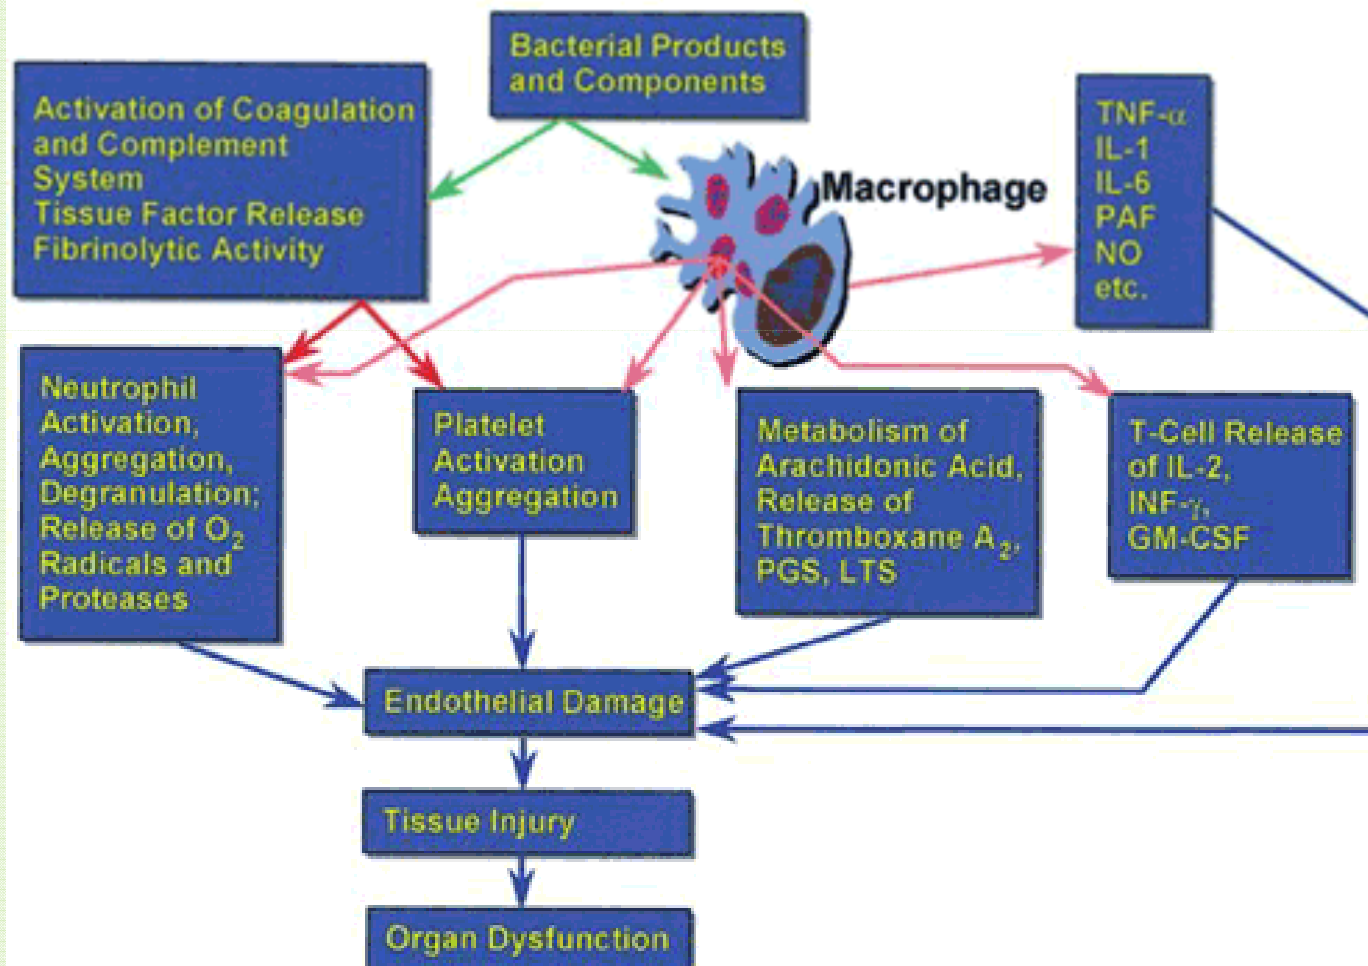 Bacterial Products
and Components
Activation of Coagulation
and Complement
System
Tissue Factor Release
Fibrinolytic Activity
Macrophage
TNF-α
IL-1
IL-6
PAF
NO
etc.
Neutrophil
Activation,
Aggregation,
Degranulation;
Release of O₂
Radicals and
Proteases
Platelet
Activation
Aggregation
Metabolism of
Arachidonic Acid,
Release of
Thromboxane A₂,
PGS, LTS
T-Cell Release
of IL-2,
INF-γ,
GM-CSF
Endothelial Damage
Tissue Injury
Organ Dysfunction